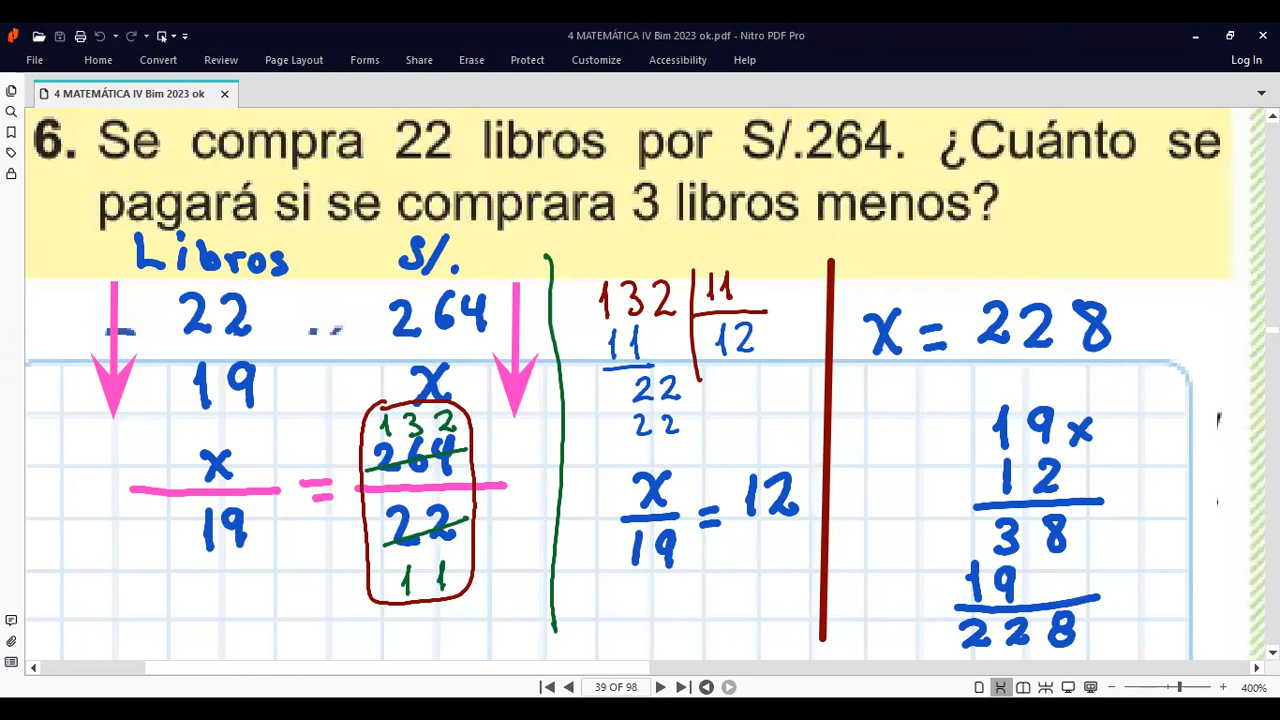 4 MATEMÁTICA IV Bim 2023 ok.pdf - Nitro PDF Pro
File Home Convert Review Page Layout Forms Share Erase Protect Customize Accessibility Help Log In
4 MATEMÁTICA IV Bim 2023 ok
6. Se compra 22 libros por S/.264. ¿Cuánto se
pagará si se comprara 3 libros menos?
Libros S/.
22 264
19 x
x
19
=
132
264
22
11
132 11
11 12
22
22
x
19
= 12
x = 228
19 x
12
38
19
228
39 OF 98
400%